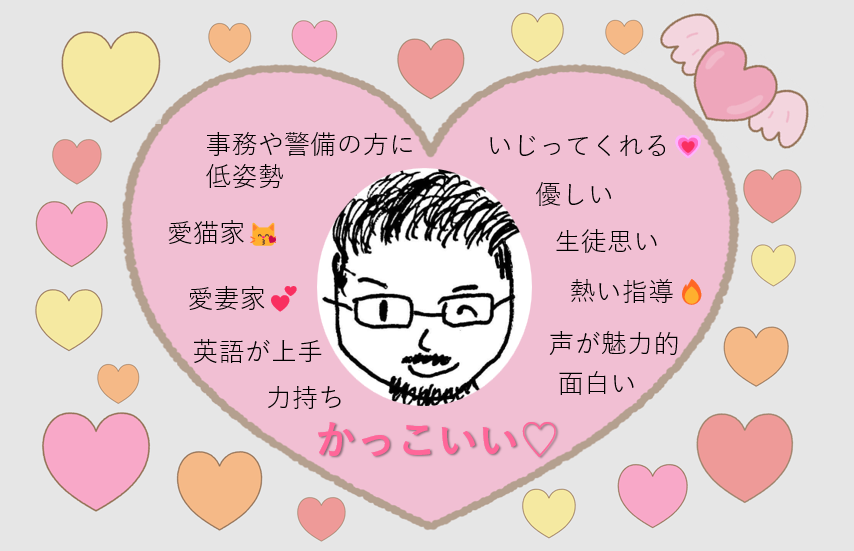 事務や警備の方に
低姿勢
愛猫家😽
愛妻家💕
英語が上手
力持ち
いじってくれる💗
優しい
生徒思い
熱い指導🔥
声が魅力的
面白い
かっこいい♡